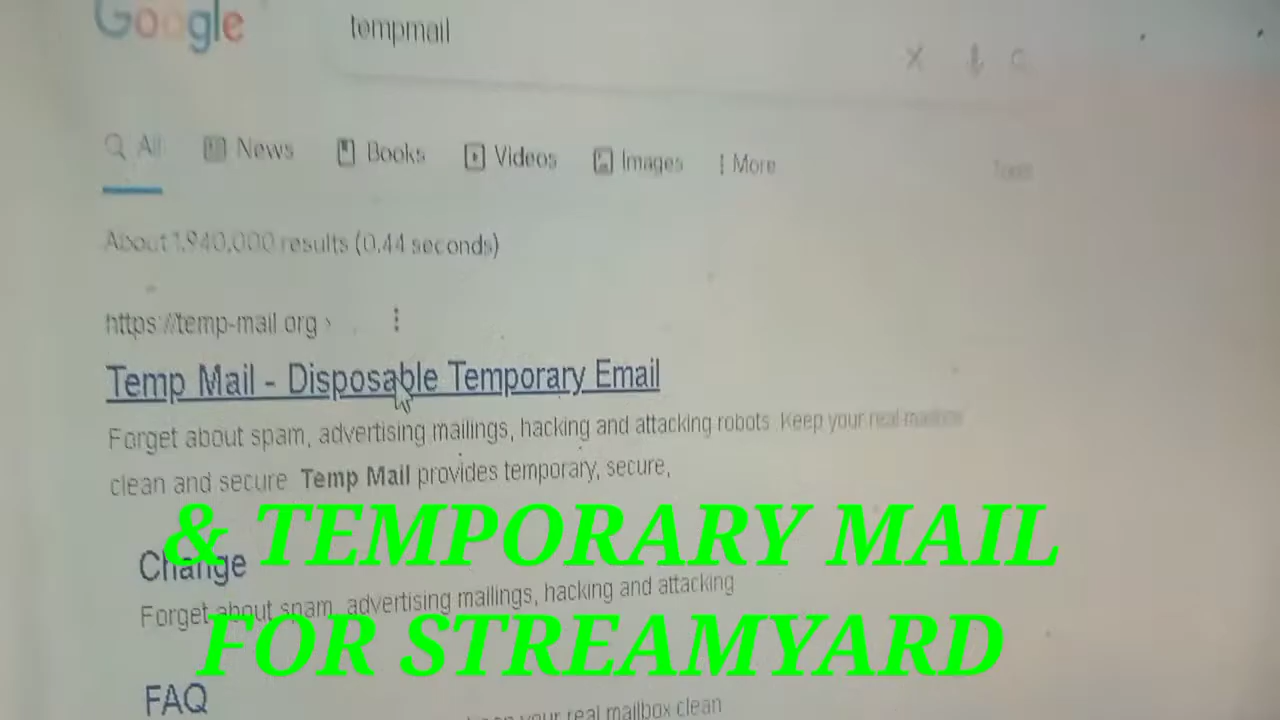 Google
tempmail
All News Books Videos Images More Tools
About 1,940,000 results (0.44 seconds)
https://temp-mail.org ›
Temp Mail - Disposable Temporary Email
Forget about spam, advertising mailings, hacking and attacking robots. Keep your real mailbox
clean and secure. Temp Mail provides temporary, secure,
& TEMPORARY MAIL
Change
Forget about spam, advertising mailings, hacking and attacking
FOR STREAMYARD
FAQ
keep your real mailbox clean